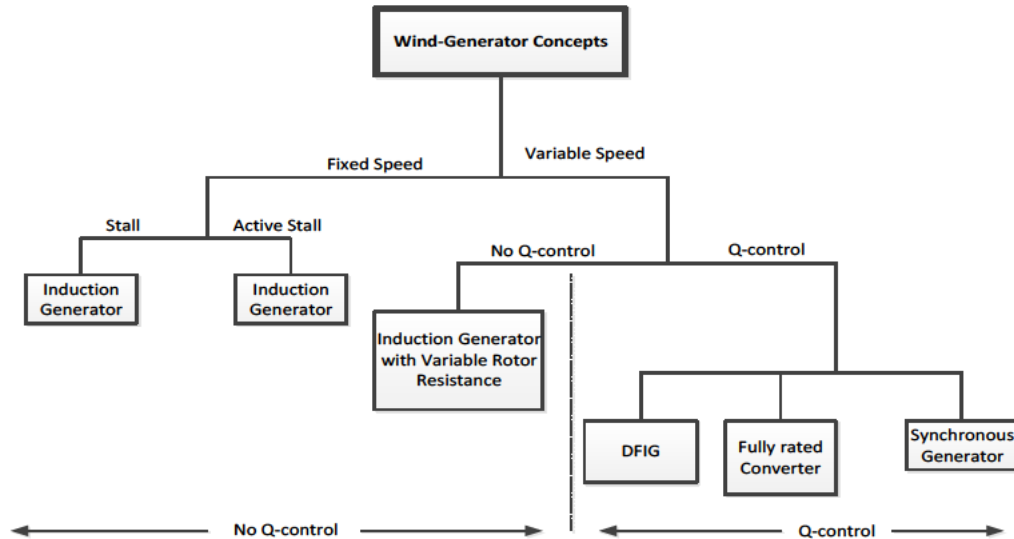 Wind-Generator Concepts
Fixed Speed
Variable Speed
Stall
Active Stall
No Q-control
Q-control
Induction
Generator
Induction
Generator
Induction Generator
with Variable Rotor
Resistance
DFIG
Fully rated
Converter
Synchronous
Generator
No Q-control
Q-control